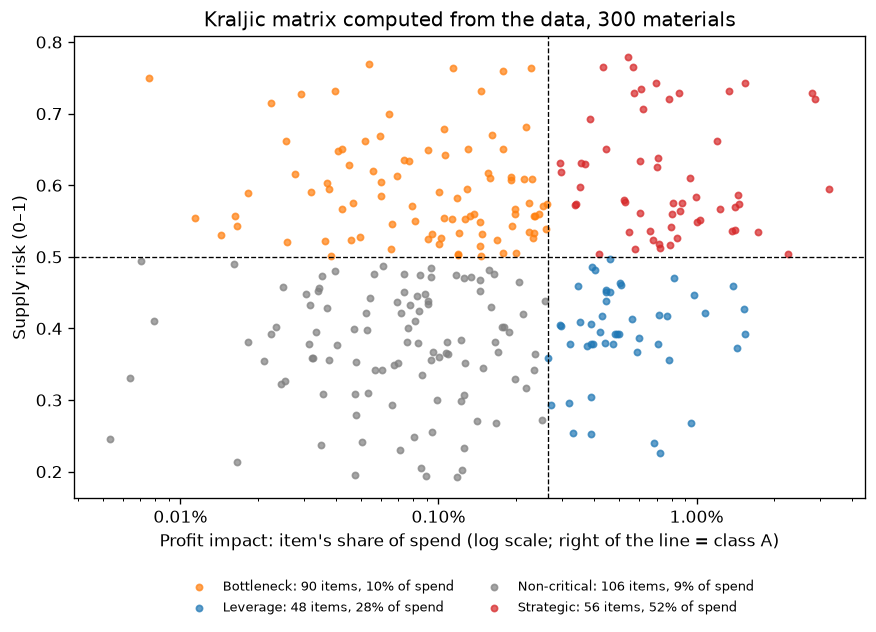 Kraljic matrix computed from the data, 300 materials
0.8
0.7
0.6
0.5
0.4
0.3
0.2
Supply risk (0–1)
0.01%
0.10%
1.00%
Profit impact: item's share of spend (log scale; right of the line = class A)
Bottleneck: 90 items, 10% of spend
Leverage: 48 items, 28% of spend
Non-critical: 106 items, 9% of spend
Strategic: 56 items, 52% of spend